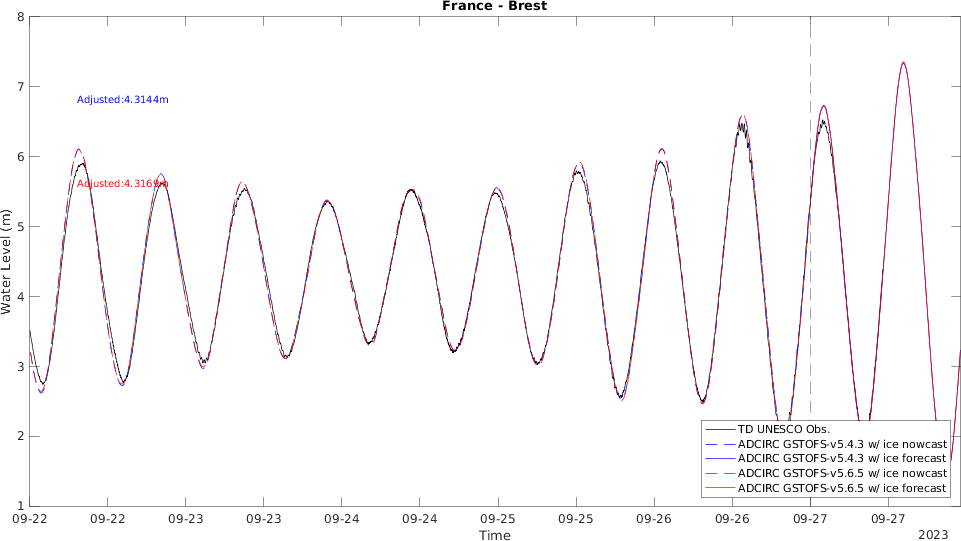 France - Brest
8
7
6
5
4
3
2
1
Water Level (m)
Adjusted:4.3144m
Adjusted:4.3169m
TD UNESCO Obs.
ADCIRC GSTOFS-v5.4.3 w/ ice nowcast
ADCIRC GSTOFS-v5.4.3 w/ ice forecast
ADCIRC GSTOFS-v5.6.5 w/ ice nowcast
ADCIRC GSTOFS-v5.6.5 w/ ice forecast
09-22 09-22 09-23 09-23 09-24 09-24 09-25 09-25 09-26 09-26 09-27 09-27
Time
2023